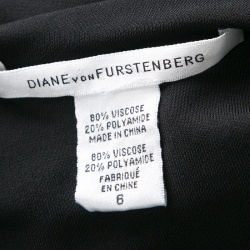 DIANE VON FURSTENBERG
80% VISCOSE
20% POLYAMIDE
MADE IN CHINA
80% VISCOSE
20% POLYAMIDE
FABRIQUÉ
EN CHINE
6